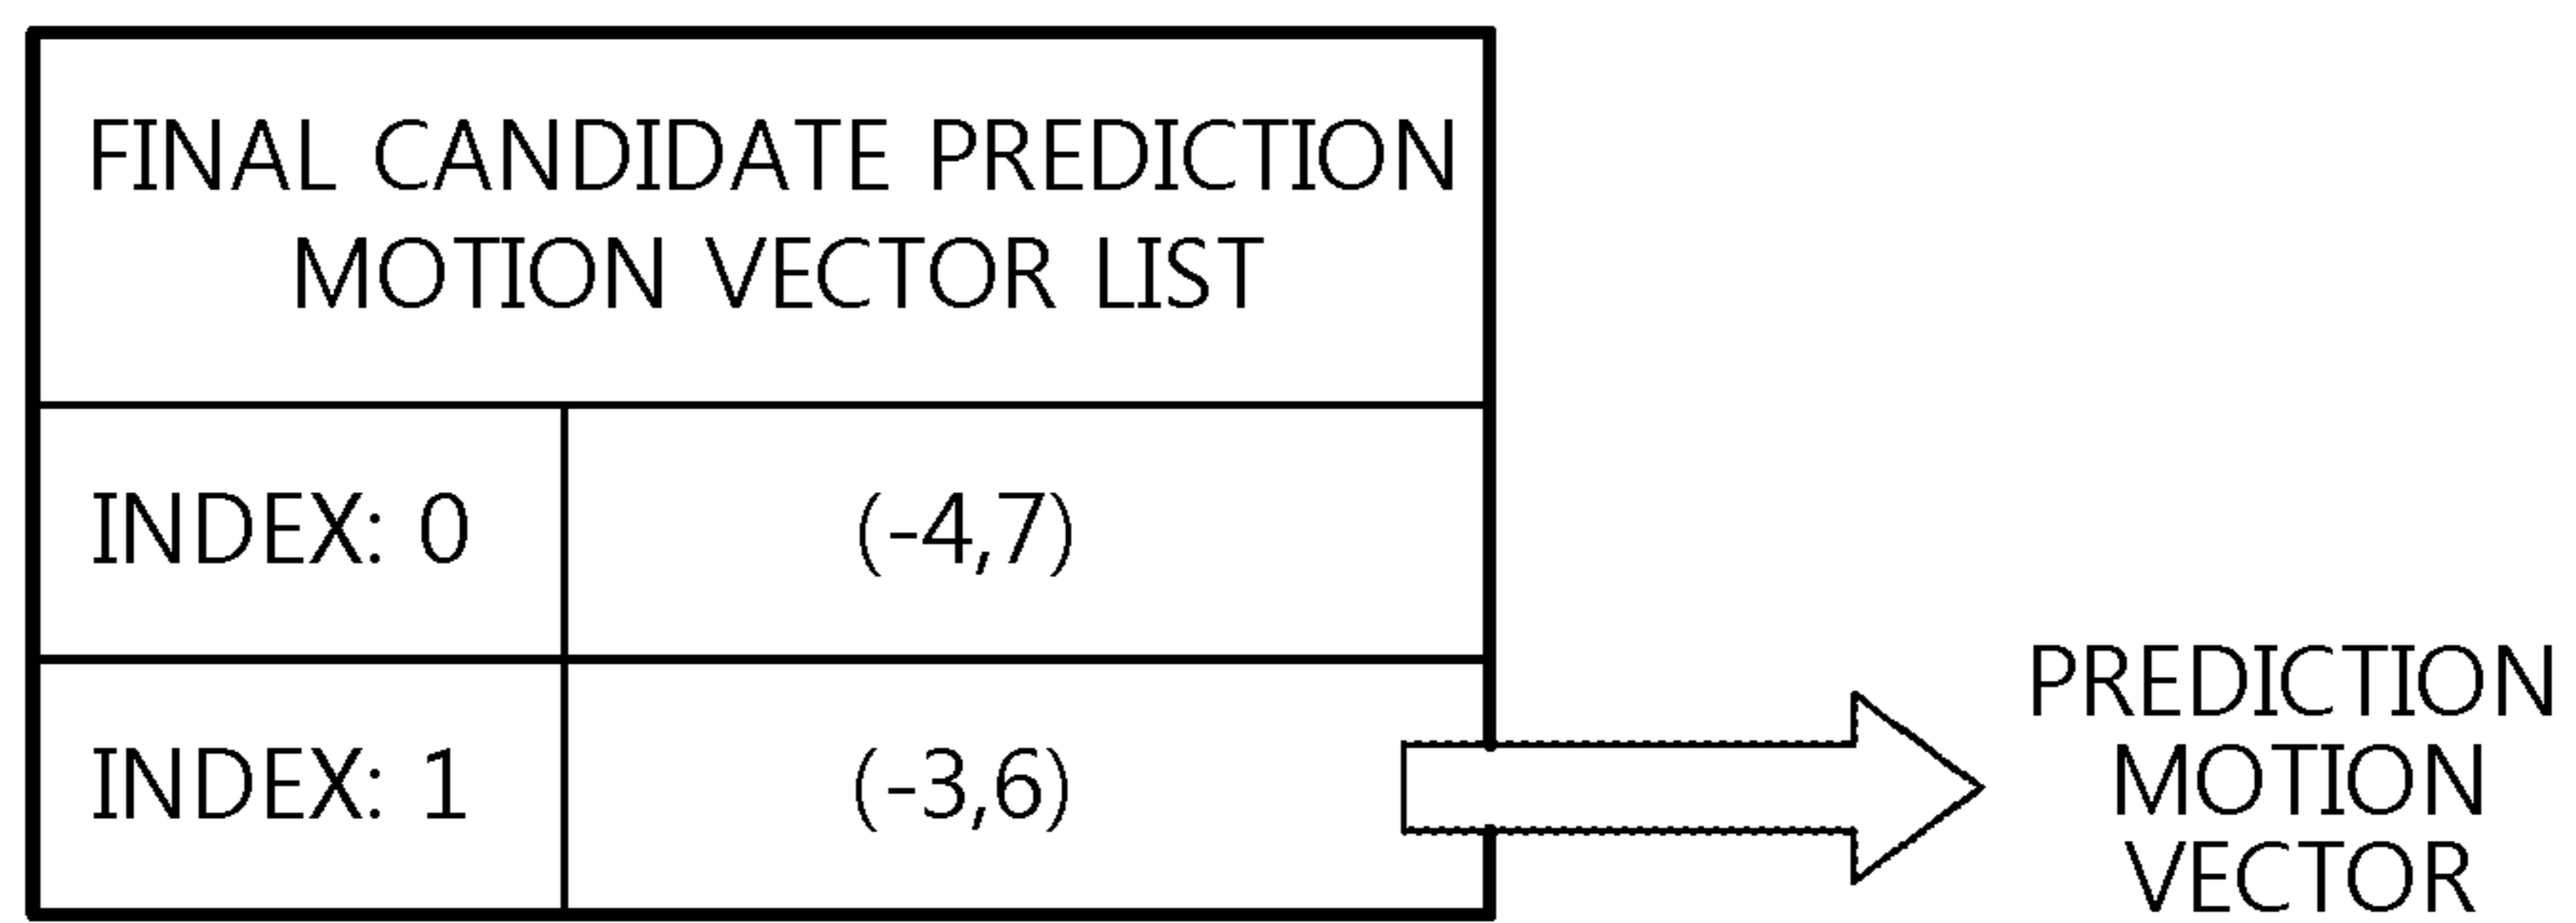 FINAL CANDIDATE PREDICTION
MOTION VECTOR LIST
INDEX: 0 (-4,7)
INDEX: 1 (-3,6)
PREDICTION
MOTION
VECTOR